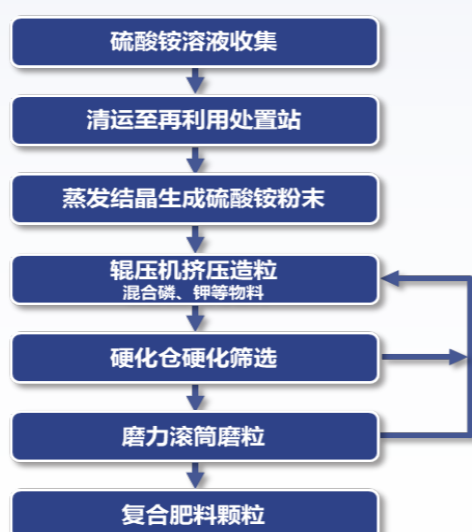 硫酸铵溶液收集
清运至再利用处置站
蒸发结晶生成硫酸铵粉末
辊压机挤压造粒
混合磷、钾等物料
硬化仓硬化筛选
磨力滚筒磨粒
复合肥料颗粒